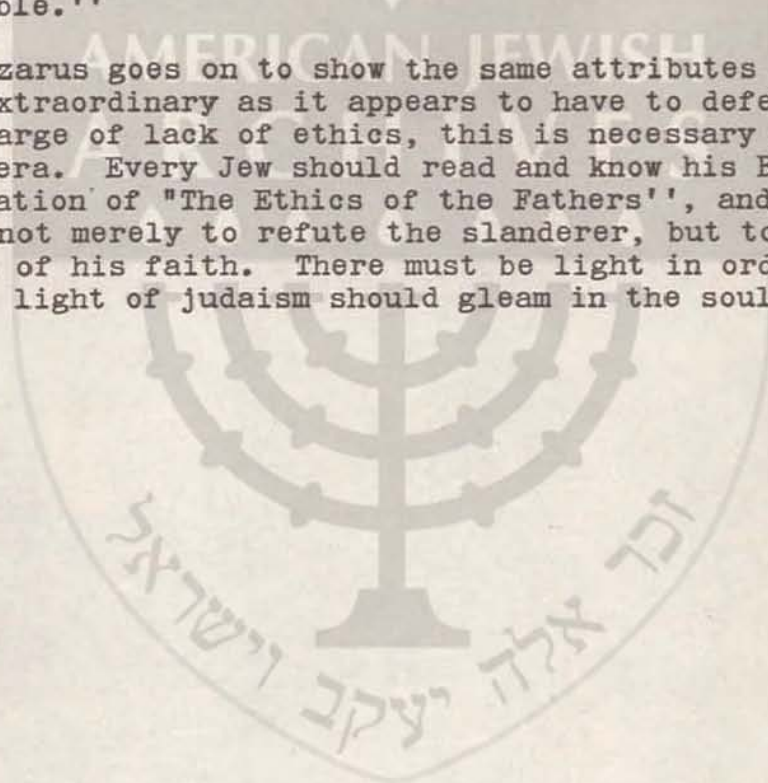 ble.''
AMERICAN JEWISH
ARCHIVES
zarus goes on to show the same attributes
xtraordinary as it appears to have to defe
arge of lack of ethics, this is necessary
era. Every Jew should read and know his B
ation of "The Ethics of the Fathers'', and
not merely to refute the slanderer, but to
of his faith. There must be light in ord
light of judaism should gleam in the soul
זכר אלה יעקב וישראל